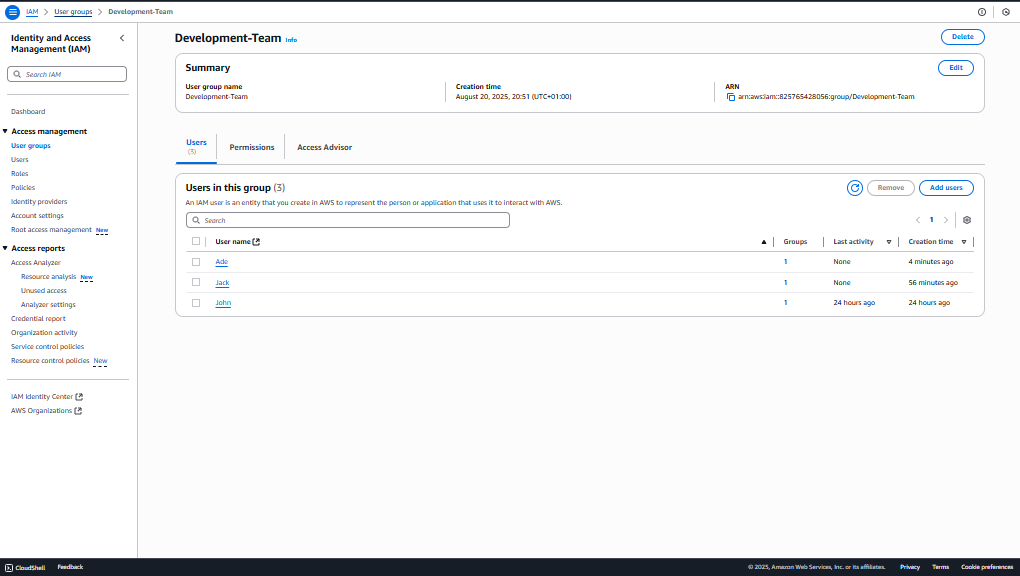 IAM > User groups > Development-Team
Identity and Access Management (IAM)
Search IAM
Dashboard
Access management
User groups
Users
Roles
Policies
Identity providers
Account settings
Root access management New
Access reports
Access Analyzer
Resource analysis New
Unused access
Analyzer settings
Credential report
Organization activity
Service control policies
Resource control policies New
IAM Identity Center
AWS Organizations
Development-Team Info
Delete
Summary
Edit
User group name
Development-Team
Creation time
August 20, 2025, 20:51 (UTC+01:00)
ARN
arn:aws:iam::825765428056:group/Development-Team
Users
(3)
Permissions
Access Advisor
Users in this group (3)
Remove
Add users
An IAM user is an entity that you create in AWS to represent the person or application that uses it to interact with AWS.
Search
1
User name Groups Last activity Creation time
Ade 1 None 4 minutes ago
Jack 1 None 56 minutes ago
John 1 24 hours ago 24 hours ago
CloudShell Feedback © 2025, Amazon Web Services, Inc. or its affiliates. Privacy Terms Cookie preferences